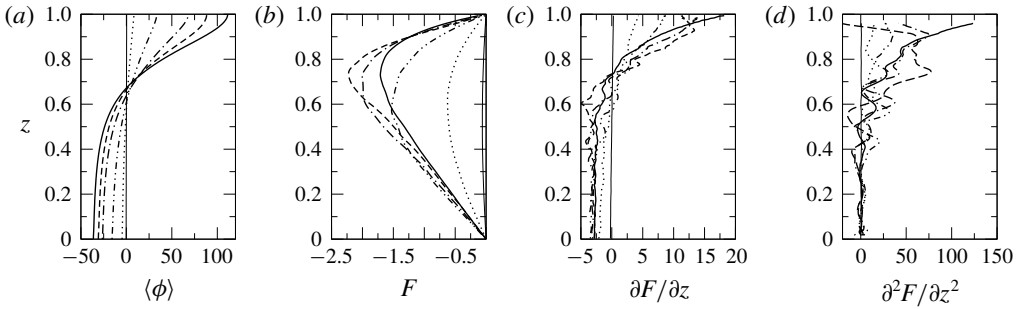 (a) (b) (c) (d)
1.0 1.0 1.0 1.0
0.8 0.8 0.8 0.8
0.6 0.6 0.6 0.6
z
0.4 0.4 0.4 0.4
0.2 0.2 0.2 0.2
0 0 0 0
−50 0 50 100 −2.5 −1.5 −0.5 −5 0 5 10 15 20 −20 0 50 100 150
⟨ϕ⟩ F ∂F/∂z ∂²F/∂z²